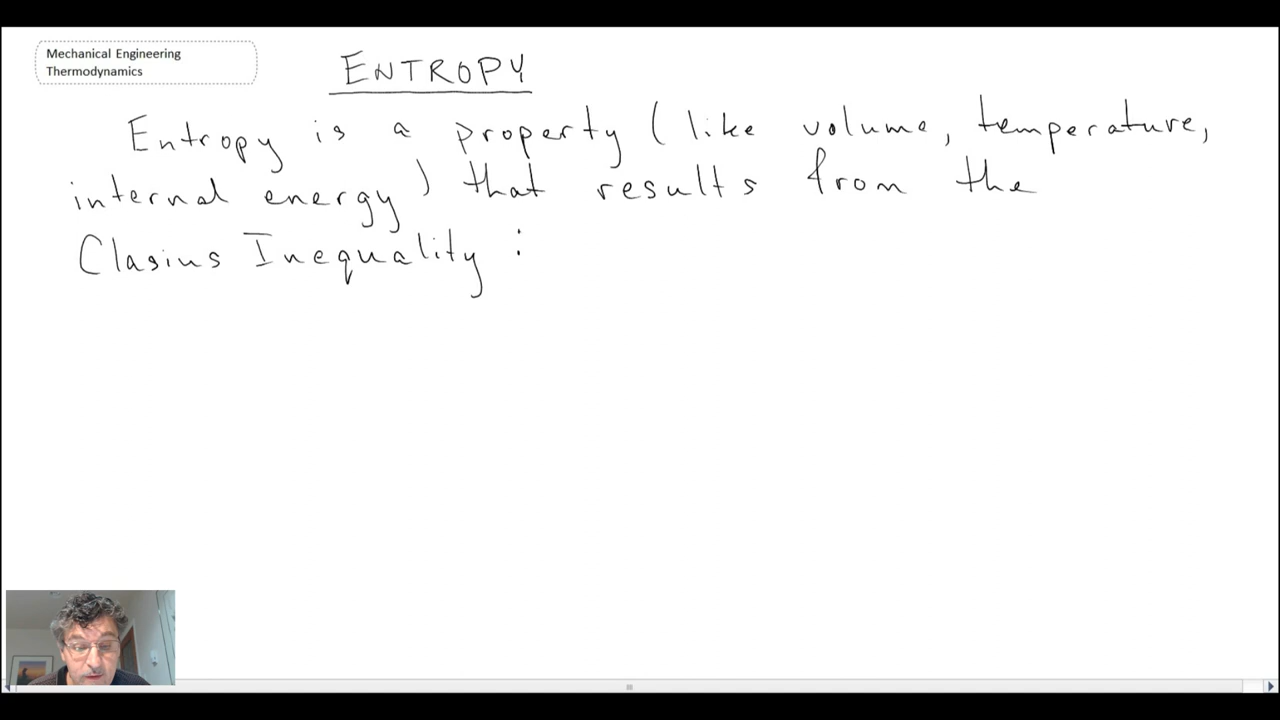 Mechanical Engineering
Thermodynamics
ENTROPY
Entropy is a property (like volume, temperature,
internal energy) that results from the
Clasius Inequality :